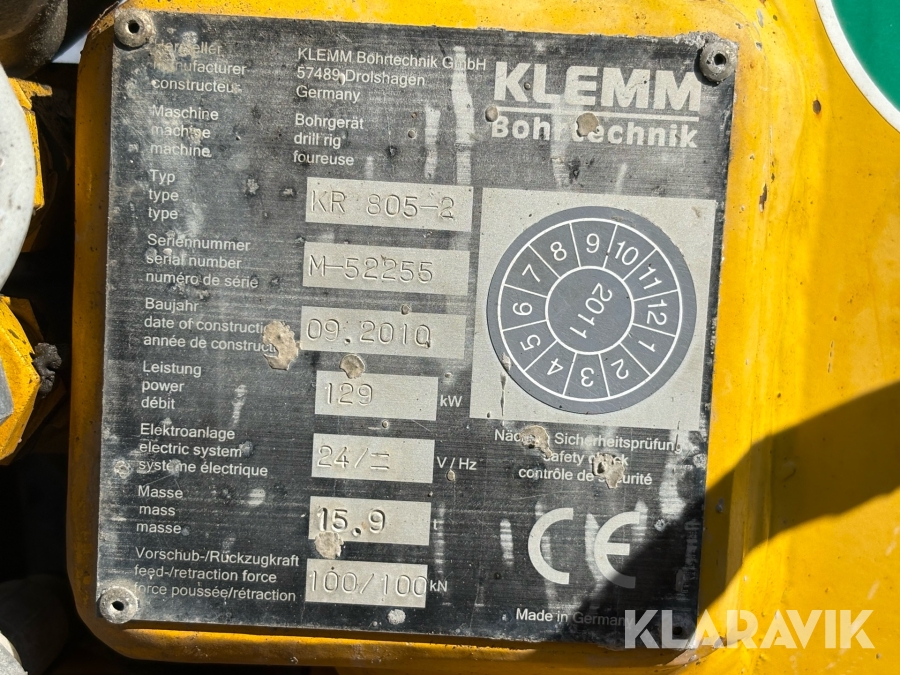 Hersteller
manufacturer
constructeur
KLEMM Bohrtechnik GmbH
57489 Drolshagen
Germany
KLEMM
Bohrtechnik
Maschine
machine
machine
Bohrgerät
drill rig
foureuse
Typ
type
type
KR 805-2
Seriennummer
serial number
numéro de série
M-52255
Baujahr
date of construction
année de construct
09.2010
Leistung
power
débit
129 kW
Elektroanlage
electric system
système électrique
24/= V / Hz
Masse
mass
masse
15.9 t
Vorschub-/Rückzugkraft
feed-/retraction force
force poussée/rétraction
100/100 kN
1 2 3 4 5 6 7 8 9 10 11 12
2011
Sicherheitsprüfung
safety check
contrôle de sécurité
CE
Made in Germany
KLARAVIK